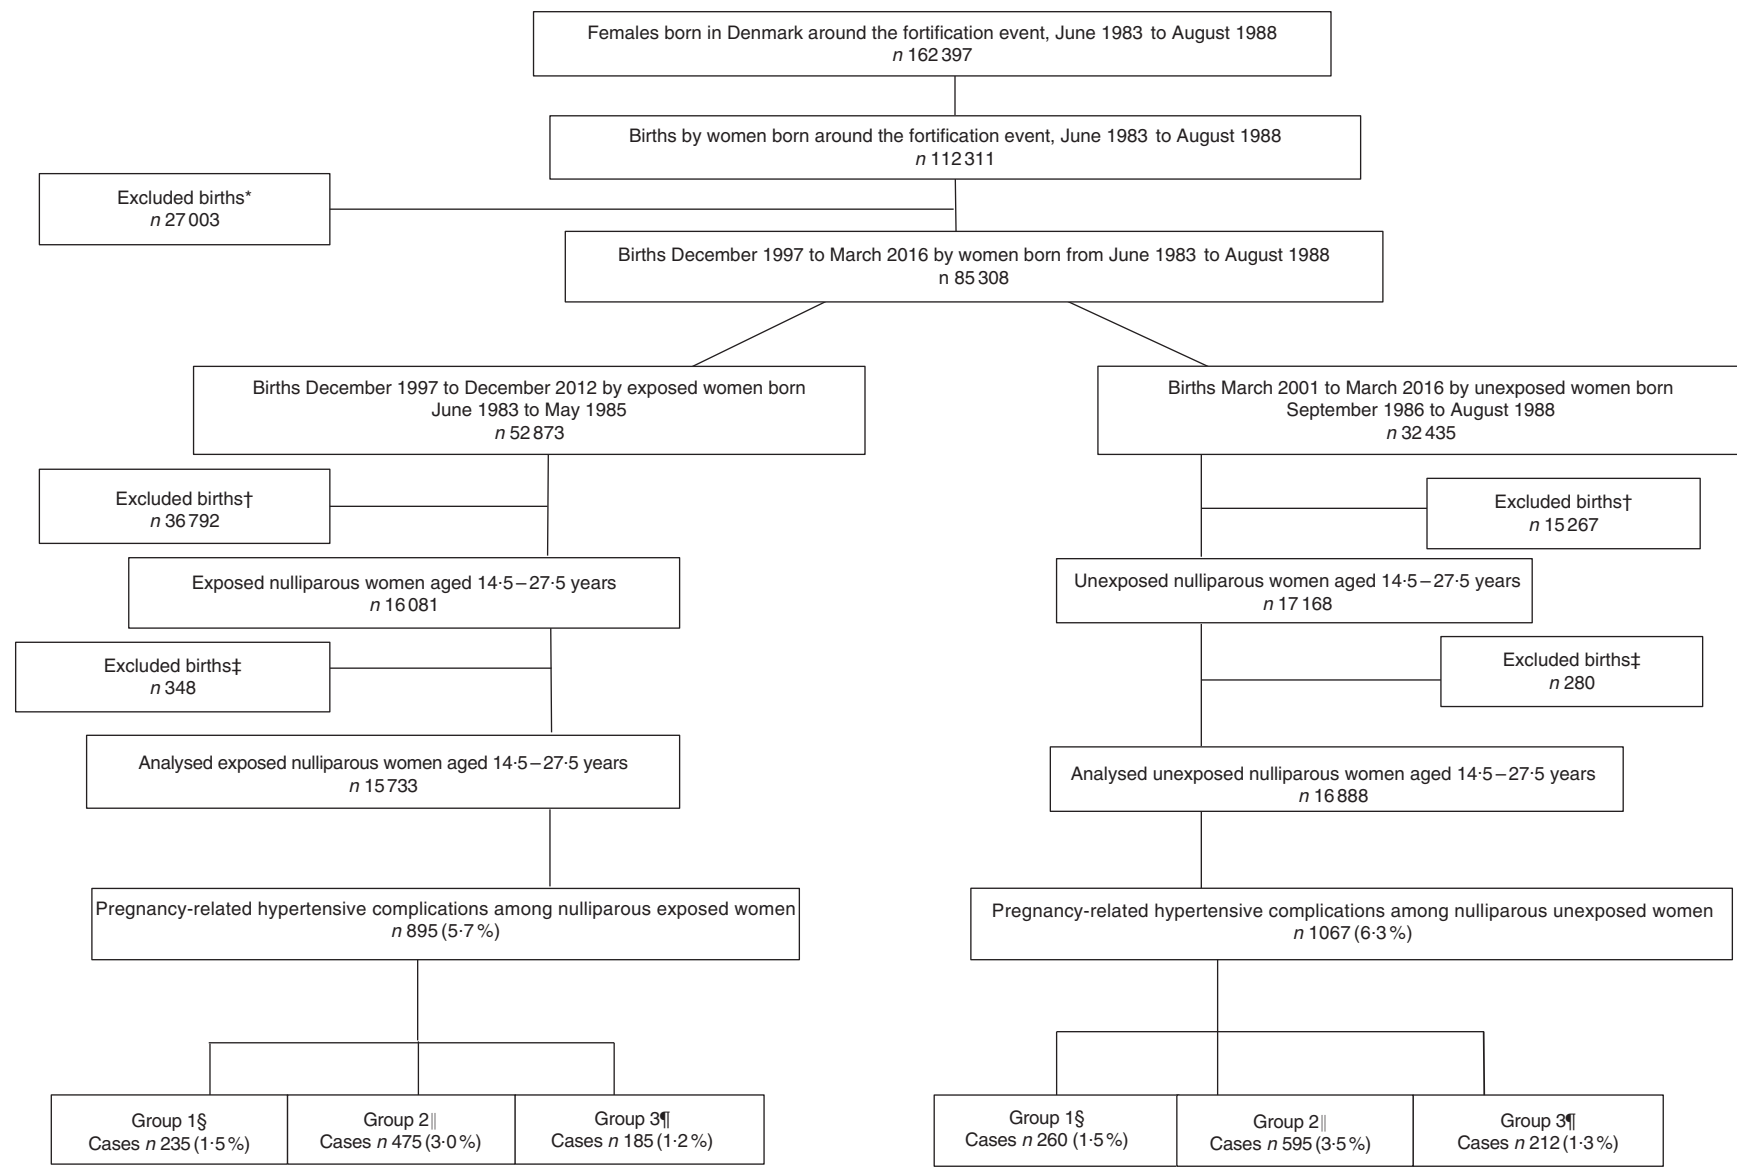 Females born in Denmark around the fortification event, June 1983 to August 1988
n 162 397
Births by women born around the fortification event, June 1983 to August 1988
n 112 311
Excluded births*
n 27 003
Births December 1997 to March 2016 by women born from June 1983 to August 1988
n 85 308
Births December 1997 to December 2012 by exposed women born
June 1983 to May 1985
n 52 873
Births March 2001 to March 2016 by unexposed women born
September 1986 to August 1988
n 32 435
Excluded births†
n 36 792
Excluded births†
n 15 267
Exposed nulliparous women aged 14·5–27·5 years
n 16 081
Unexposed nulliparous women aged 14·5–27·5 years
n 17 168
Excluded births‡
n 348
Excluded births‡
n 280
Analysed exposed nulliparous women aged 14·5–27·5 years
n 15 733
Analysed unexposed nulliparous women aged 14·5–27·5 years
n 16 888
Pregnancy-related hypertensive complications among nulliparous exposed women
n 895 (5·7 %)
Pregnancy-related hypertensive complications among nulliparous unexposed women
n 1067 (6·3 %)
Group 1§
Cases n 235 (1·5 %)
Group 2‖
Cases n 475 (3·0 %)
Group 3¶
Cases n 185 (1·2 %)
Group 1§
Cases n 260 (1·5 %)
Group 2‖
Cases n 595 (3·5 %)
Group 3¶
Cases n 212 (1·3 %)